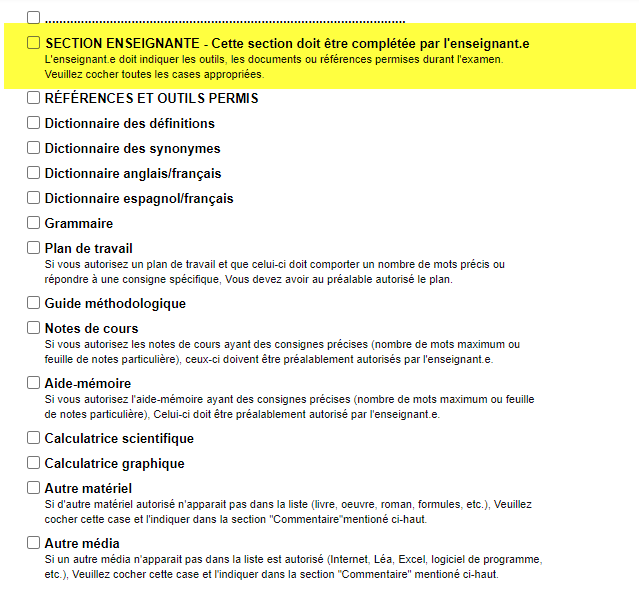 ....................................................................................................
SECTION ENSEIGNANTE - Cette section doit être complétée par l'enseignant.e
L'enseignant.e doit indiquer les outils, les documents ou références permises durant l'examen.
Veuillez cocher toutes les cases appropriées.
RÉFÉRENCES ET OUTILS PERMIS
Dictionnaire des définitions
Dictionnaire des synonymes
Dictionnaire anglais/français
Dictionnaire espagnol/français
Grammaire
Plan de travail
Si vous autorisez un plan de travail et que celui-ci doit comporter un nombre de mots précis ou
répondre à une consigne spécifique, Vous devez avoir au préalable autorisé le plan.
Guide méthodologique
Notes de cours
Si vous autorisez les notes de cours ayant des consignes précises (nombre de mots maximum ou
feuille de notes particulière), ceux-ci doivent être préalablement autorisés par l'enseignant.e.
Aide-mémoire
Si vous autorisez l'aide-mémoire ayant des consignes précises (nombre de mots maximum ou feuille
de notes particulière), Celui-ci doit être préalablement autorisé par l'enseignant.e.
Calculatrice scientifique
Calculatrice graphique
Autre matériel
Si d'autre matériel autorisé n'apparait pas dans la liste (livre, oeuvre, roman, formules, etc.), Veuillez
cocher cette case et l'indiquer dans la section "Commentaire"mentioné ci-haut.
Autre média
Si un autre média n'apparait pas dans la liste est autorisé (Internet, Léa, Excel, logiciel de programme,
etc.), Veuillez cocher cette case et l'indiquer dans la section "Commentaire" mentioné ci-haut.